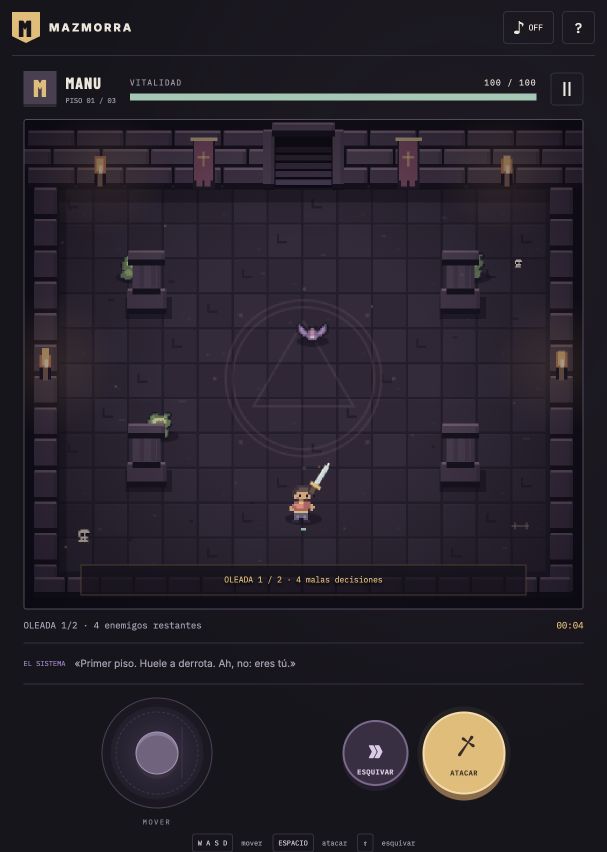 M MAZMORRA
♪ OFF
?
M MANU
PISO 01 / 03
VITALIDAD 100 / 100
OLEADA 1 / 2 · 4 malas decisiones
OLEADA 1/2 · 4 enemigos restantes 00:04
EL SISTEMA «Primer piso. Huele a derrota. Ah, no: eres tú.»
» ESQUIVAR
ATACAR
MOVER
W A S D mover ESPACIO atacar ⇧ esquivar